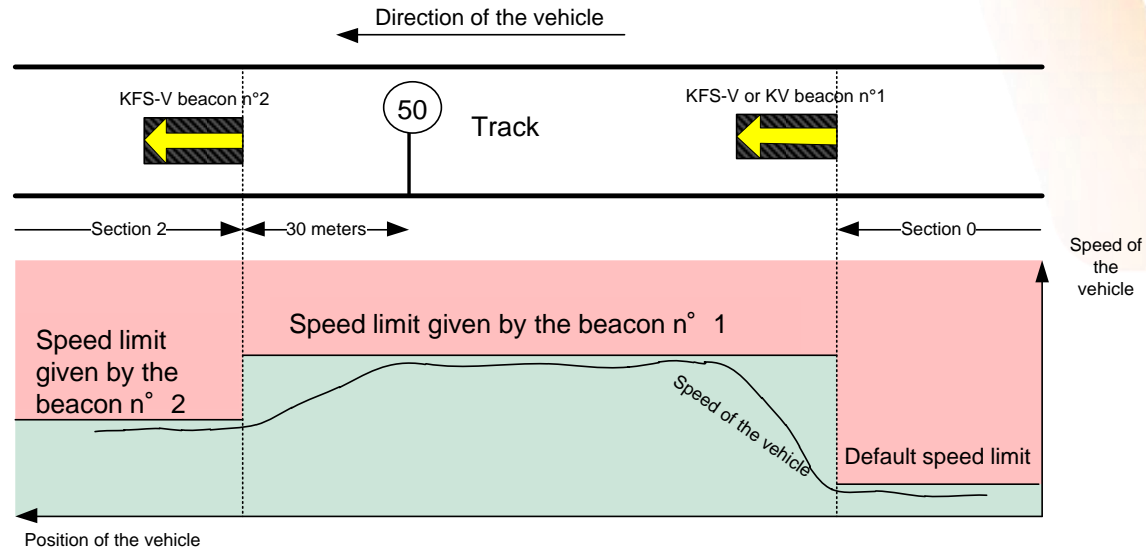 Direction of the vehicle
KFS-V beacon n°2
50
Track
KFS-V or KV beacon n°1
Section 2
30 meters
Section 0
Speed of
the
vehicle
Speed limit
given by the
beacon n° 2
Speed limit given by the beacon n° 1
Speed of the vehicle
Default speed limit
Position of the vehicle